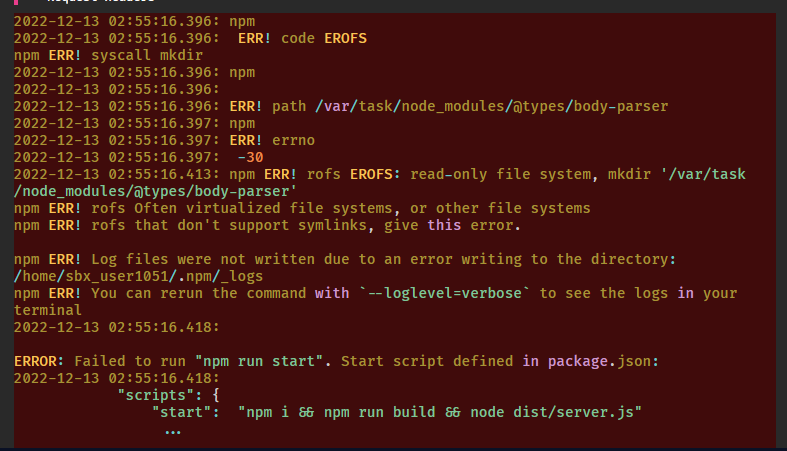 2022-12-13 02:55:16.396: npm
2022-12-13 02:55:16.396:  ERR! code EROFS
npm ERR! syscall mkdir
2022-12-13 02:55:16.396: npm
2022-12-13 02:55:16.396:
2022-12-13 02:55:16.396: ERR! path /var/task/node_modules/@types/body-parser
2022-12-13 02:55:16.397: npm
2022-12-13 02:55:16.397: ERR! errno
2022-12-13 02:55:16.397:  -30
2022-12-13 02:55:16.413: npm ERR! rofs EROFS: read-only file system, mkdir '/var/task
/node_modules/@types/body-parser'
npm ERR! rofs Often virtualized file systems, or other file systems
npm ERR! rofs that don't support symlinks, give this error.
npm ERR! Log files were not written due to an error writing to the directory:
/home/sbx_user1051/.npm/_logs
npm ERR! You can rerun the command with `--loglevel=verbose` to see the logs in your
terminal
2022-12-13 02:55:16.418:
ERROR: Failed to run "npm run start". Start script defined in package.json:
2022-12-13 02:55:16.418:
"scripts": {
"start":  "npm i && npm run build && node dist/server.js"
...